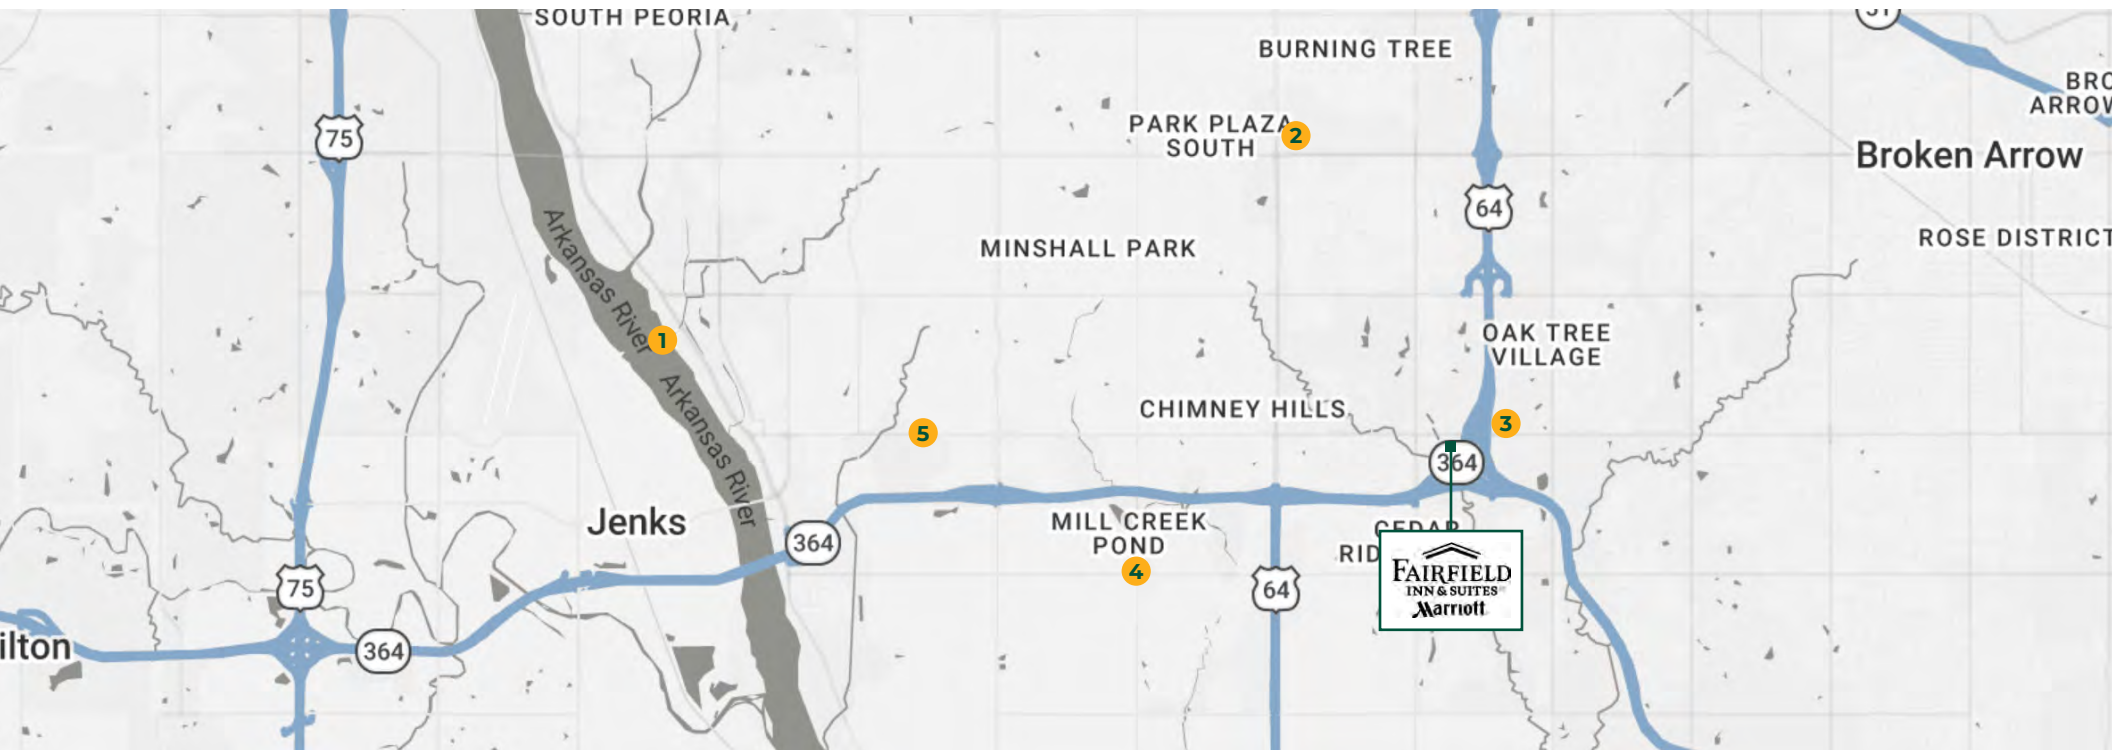 SOUTH PEORIA
BURNING TREE
BRO
ARROW
75
PARK PLAZA
SOUTH
2
Broken Arrow
64
Arkansas River
MINSHALL PARK
ROSE DISTRICT
1
OAK TREE
VILLAGE
Arkansas River
CHIMNEY HILLS
3
5
364
Jenks
364
MILL CREEK
POND
4
CEDAR
RID
FAIRFIELD
INN & SUITES®
Marriott
75
64
ilton
364